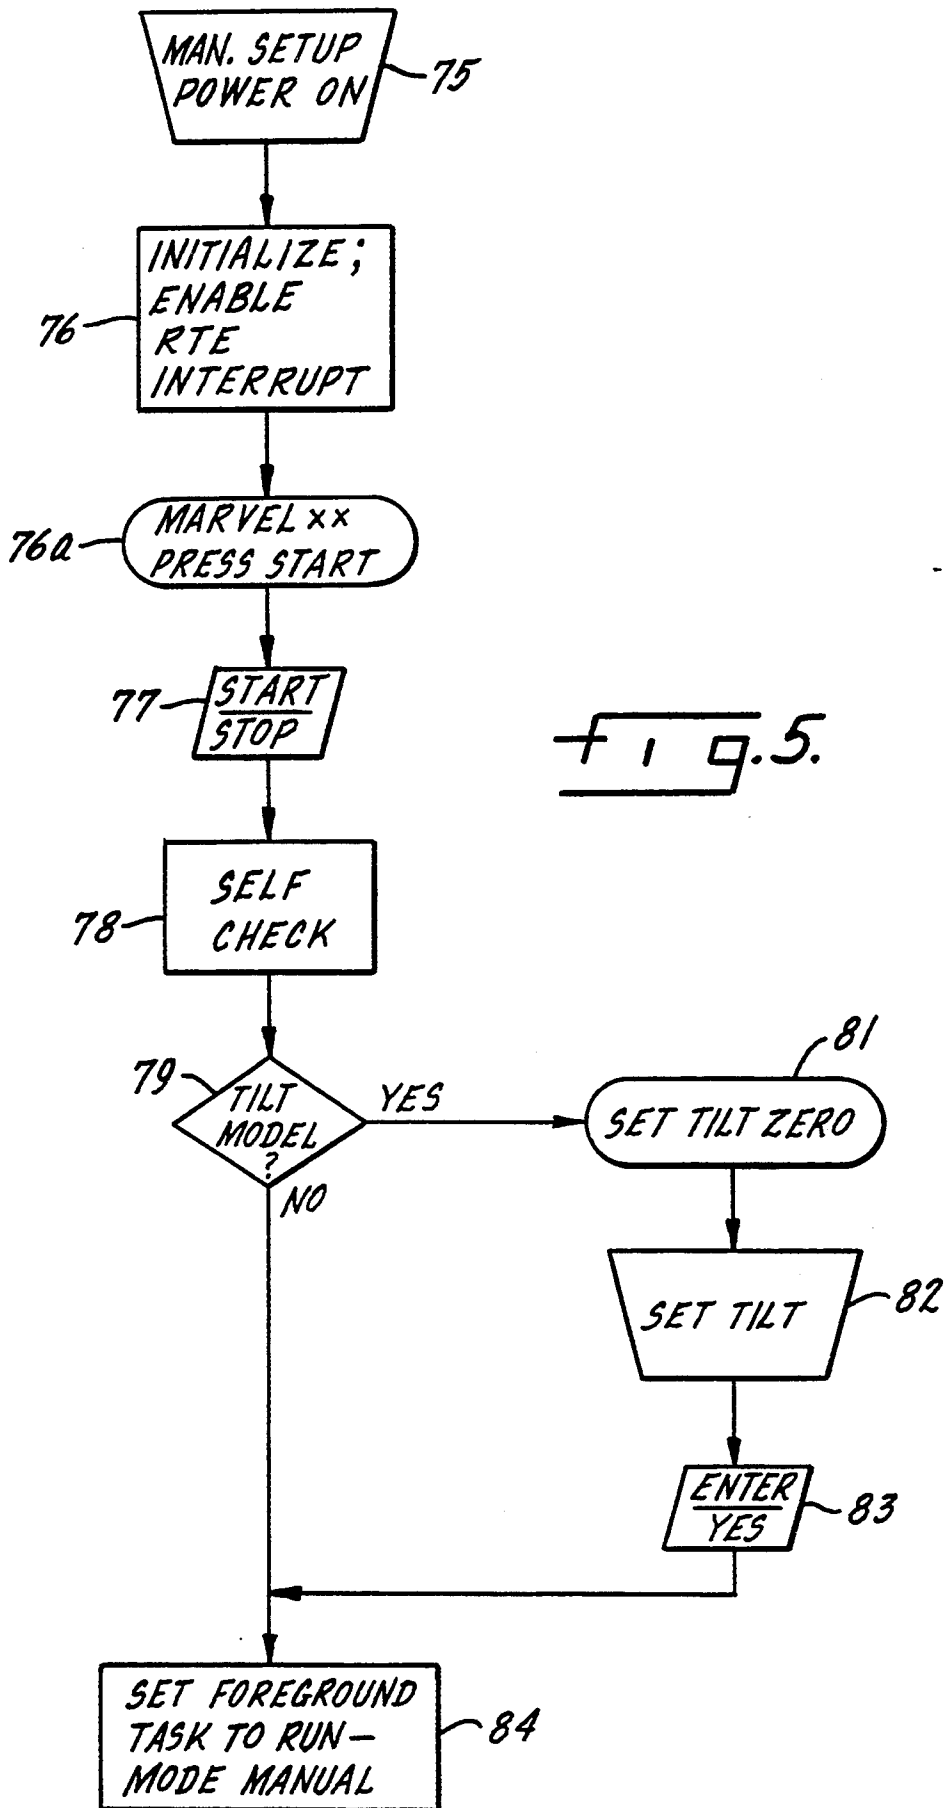 MAN. SETUP
POWER ON
75
INITIALIZE;
ENABLE
RTE
INTERRUPT
76
MARVEL XX
PRESS START
76a
START
STOP
77
fig.5.
SELF
CHECK
78
TILT
MODEL
?
79
YES
NO
SET TILT ZERO
81
SET TILT
82
ENTER
YES
83
SET FOREGROUND
TASK TO RUN-
MODE MANUAL
84